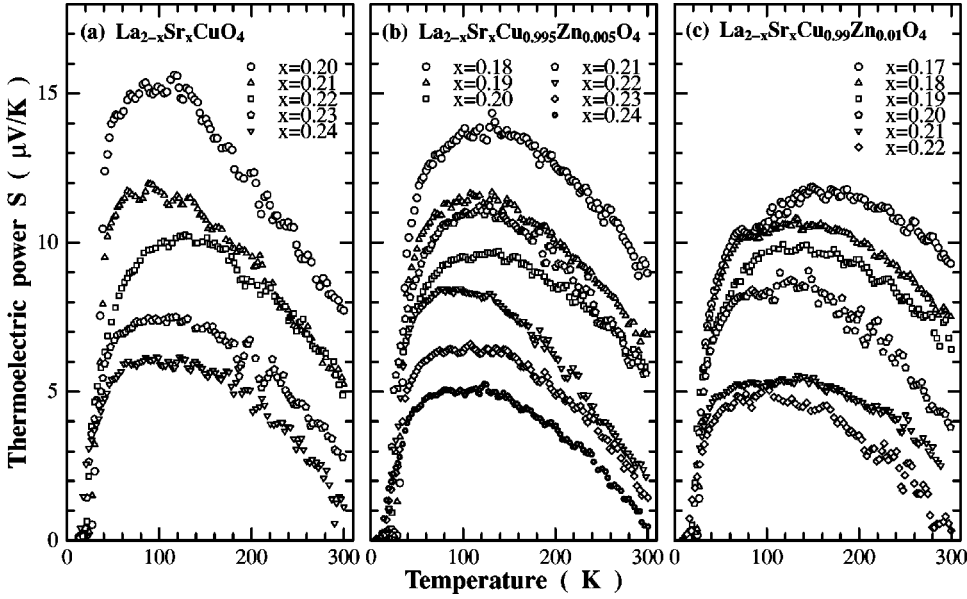 (a) La₂₋ₓSrₓCuO₄
x=0.20
x=0.21
x=0.22
x=0.23
x=0.24
(b) La₂₋ₓSrₓCu₀.₉₉₅Zn₀.₀₀₅O₄
x=0.18 x=0.21
x=0.19 x=0.22
x=0.20 x=0.23
x=0.24
(c) La₂₋ₓSrₓCu₀.₉₉Zn₀.₀₁O₄
x=0.17
x=0.18
x=0.19
x=0.20
x=0.21
x=0.22
Thermoelectric power S ( μV/K )
15
10
5
0
0 100 200 300 0 100 200 300 0 100 200 300
Temperature ( K )